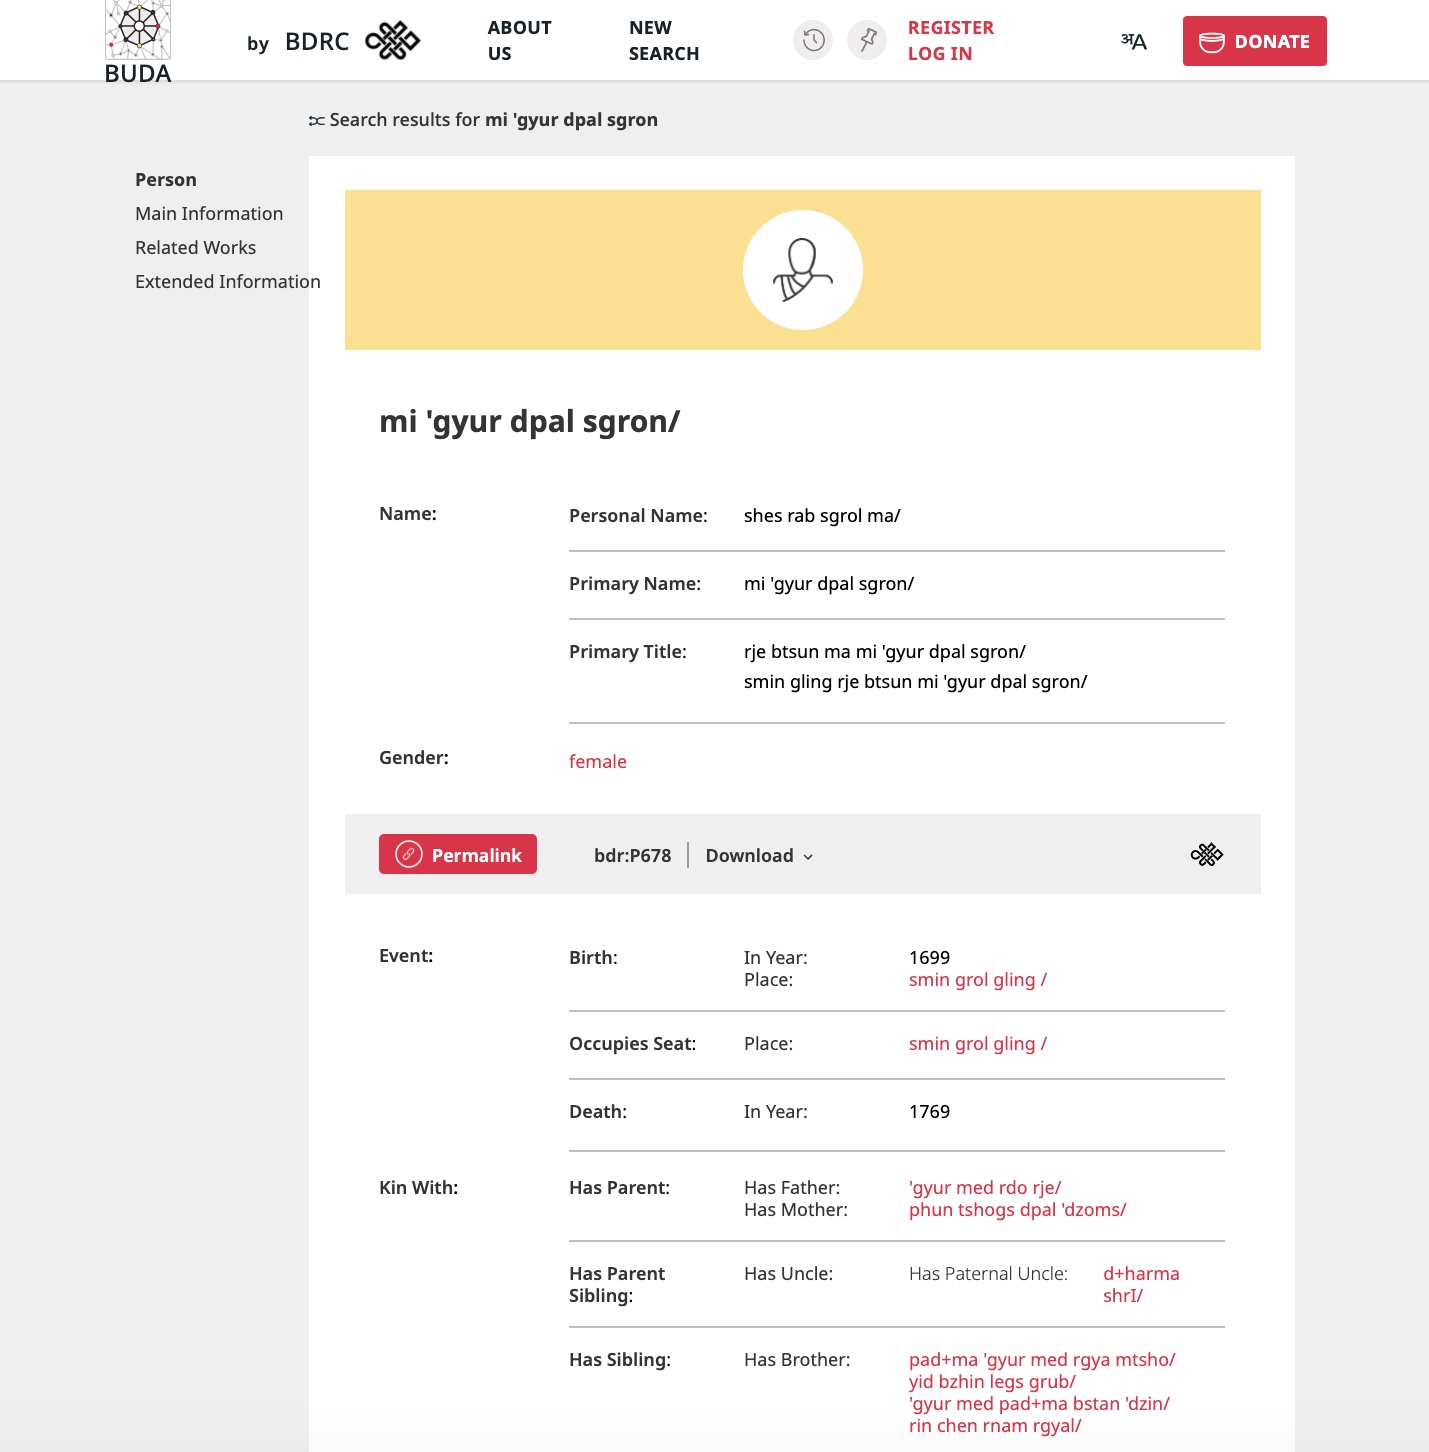 BUDA
by BDRC
ABOUT US
NEW SEARCH
REGISTER
LOG IN
अA
DONATE
Search results for mi 'gyur dpal sgron
Person
Main Information
Related Works
Extended Information
mi 'gyur dpal sgron/
Name:
Personal Name: shes rab sgrol ma/
Primary Name: mi 'gyur dpal sgron/
Primary Title: rje btsun ma mi 'gyur dpal sgron/
smin gling rje btsun mi 'gyur dpal sgron/
Gender: female
Permalink bdr:P678 Download
Event:
Birth: In Year: 1699
Place: smin grol gling /
Occupies Seat: Place: smin grol gling /
Death: In Year: 1769
Kin With:
Has Parent: Has Father: 'gyur med rdo rje/
Has Mother: phun tshogs dpal 'dzoms/
Has Parent Sibling: Has Uncle: Has Paternal Uncle: d+harma
shrI/
Has Sibling: Has Brother: pad+ma 'gyur med rgya mtsho/
yid bzhin legs grub/
'gyur med pad+ma bstan 'dzin/
rin chen rnam rgyal/